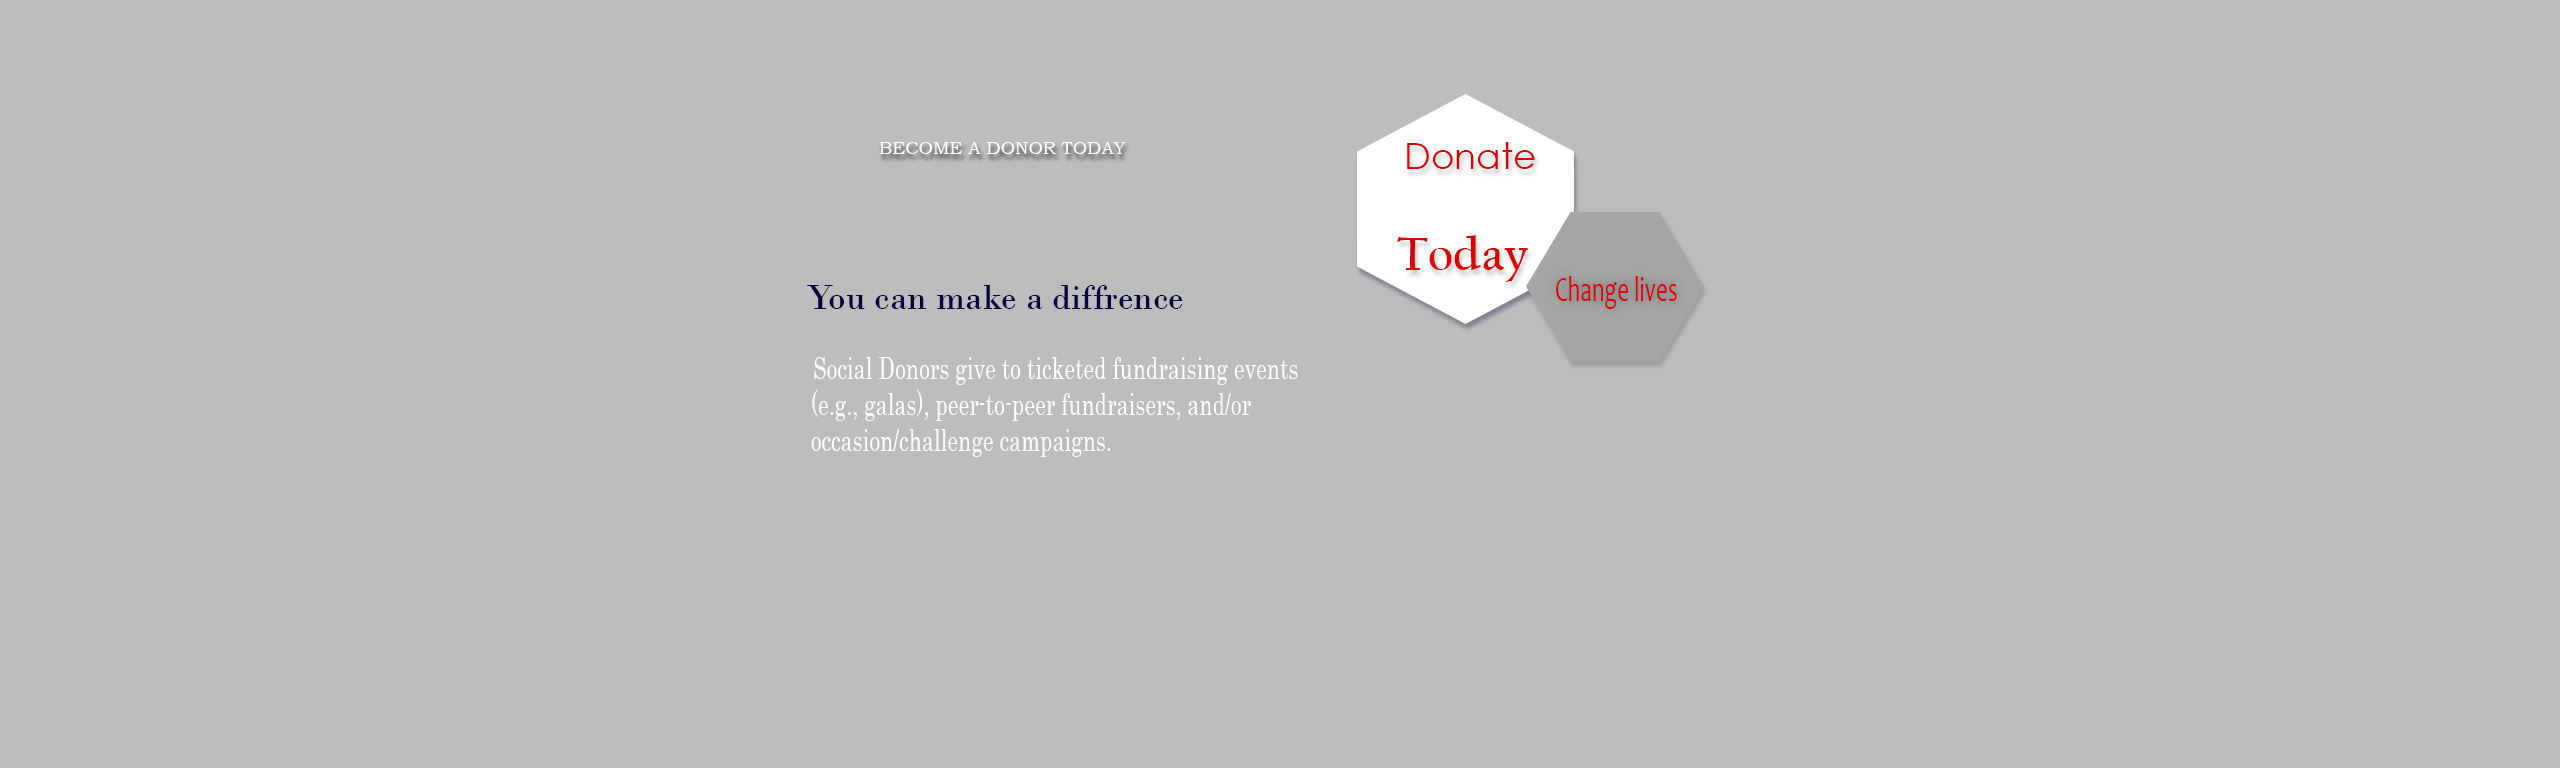 BECOME A DONOR TODAY
Donate
Today
Change lives
You can make a diffrence
Social Donors give to ticketed fundraising events
(e.g., galas), peer-to-peer fundraisers, and/or
occasion/challenge campaigns.